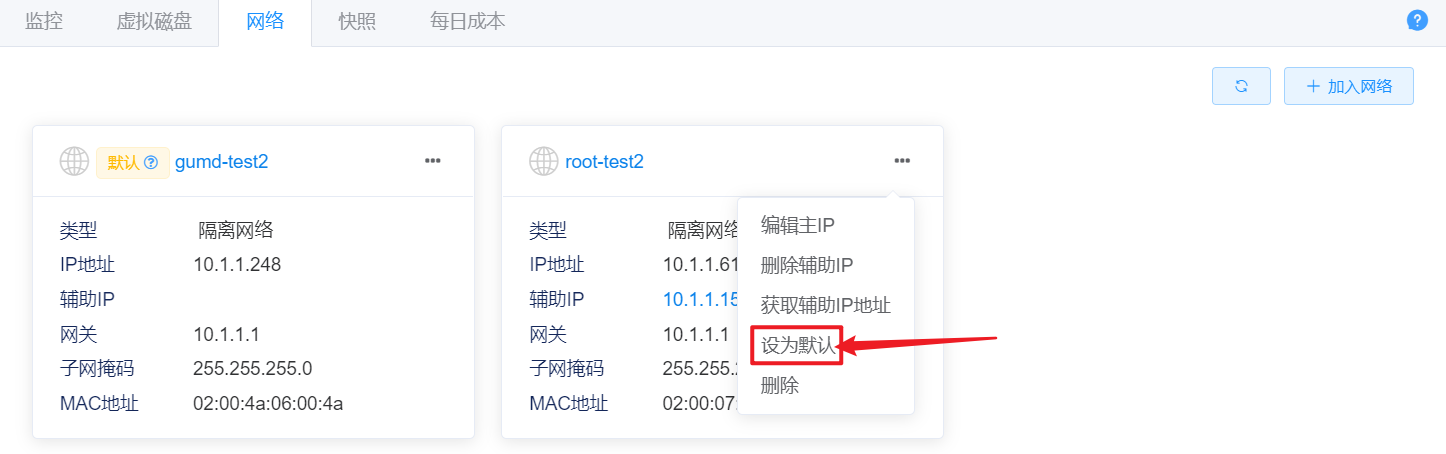 监控 虚拟磁盘 网络 快照 每日成本
加入网络
默认 gumd-test2
类型 隔离网络
IP地址 10.1.1.248
辅助IP
网关 10.1.1.1
子网掩码 255.255.255.0
MAC地址 02:00:4a:06:00:4a
root-test2
类型 隔离网络
IP地址 10.1.1.61
辅助IP 10.1.1.15
网关 10.1.1.1
子网掩码 255.255.
MAC地址 02:00:07:
编辑主IP
删除辅助IP
获取辅助IP地址
设为默认
删除